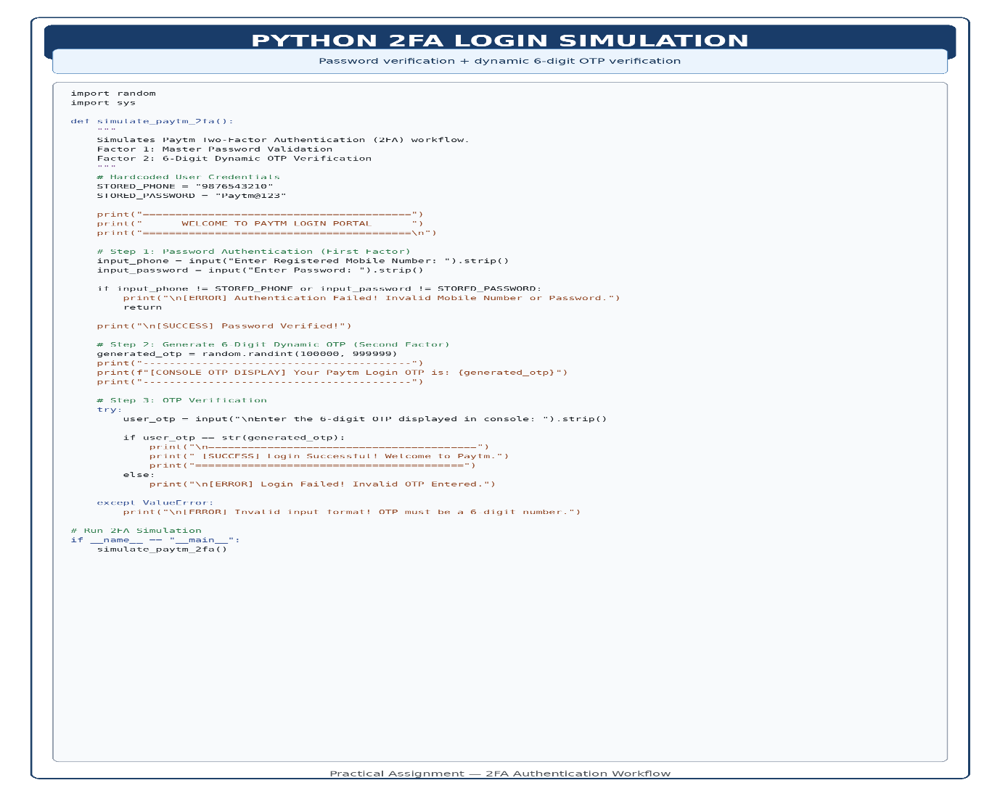 PYTHON 2FA LOGIN SIMULATION
Password verification + dynamic 6-digit OTP verification
import random
import sys

def simulate_paytm_2fa():
    """
    Simulates Paytm Two-Factor Authentication (2FA) workflow.
    Factor 1: Master Password Validation
    Factor 2: 6-Digit Dynamic OTP Verification
    """
    # Hardcoded User Credentials
    STORED_PHONE = "9876543210"
    STORED_PASSWORD = "Paytm@123"

    print("=========================================")
    print("      WELCOME TO PAYTM LOGIN PORTAL      ")
    print("=========================================\n")

    # Step 1: Password Authentication (First Factor)
    input_phone = input("Enter Registered Mobile Number: ").strip()
    input_password = input("Enter Password: ").strip()

    if input_phone != STORED_PHONE or input_password != STORED_PASSWORD:
        print("\n[ERROR] Authentication Failed! Invalid Mobile Number or Password.")
        return

    print("\n[SUCCESS] Password Verified!")

    # Step 2: Generate 6-Digit Dynamic OTP (Second Factor)
    generated_otp = random.randint(100000, 999999)
    print("-----------------------------------------")
    print(f"[CONSOLE OTP DISPLAY] Your Paytm Login OTP is: {generated_otp}")
    print("-----------------------------------------")

    # Step 3: OTP Verification
    try:
        user_otp = input("\nEnter the 6-digit OTP displayed in console: ").strip()

        if user_otp == str(generated_otp):
            print("\n=========================================")
            print(" [SUCCESS] Login Successful! Welcome to Paytm.")
            print("=========================================")
        else:
            print("\n[ERROR] Login Failed! Invalid OTP Entered.")

    except ValueError:
        print("\n[ERROR] Invalid input format! OTP must be a 6-digit number.")

# Run 2FA Simulation
if __name__ == "__main__":
    simulate_paytm_2fa()
Practical Assignment — 2FA Authentication Workflow